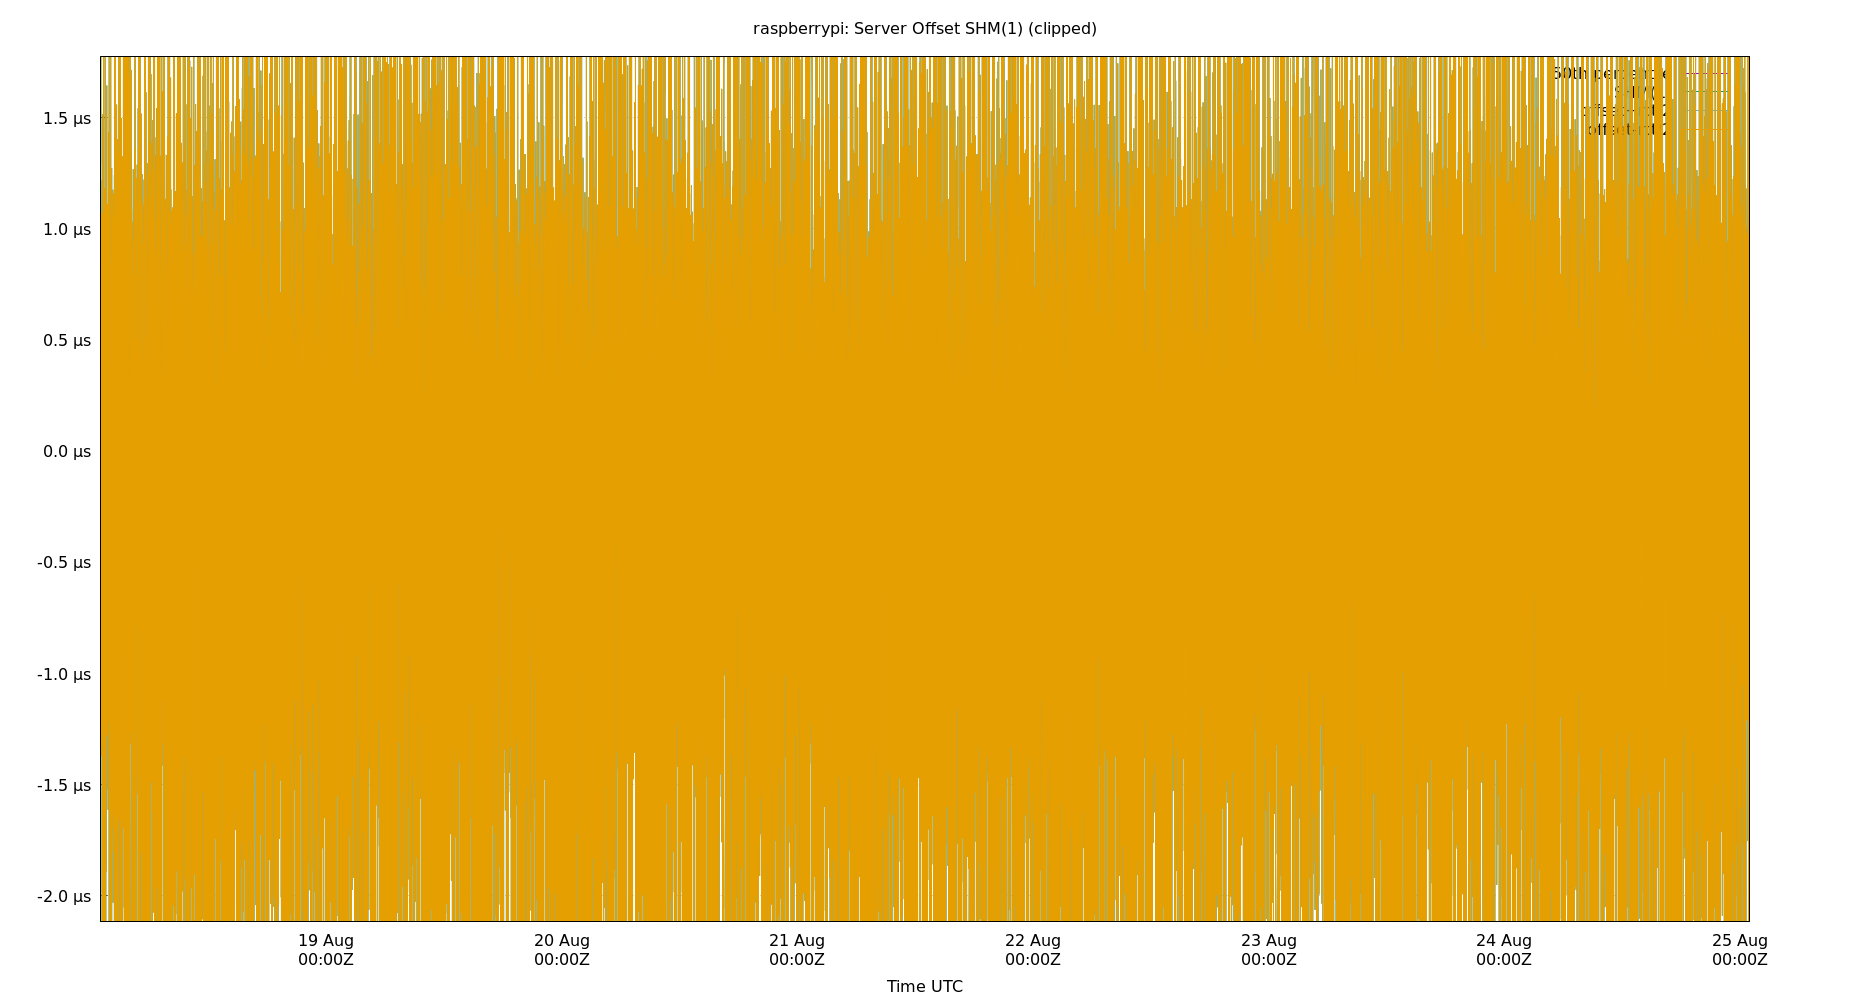 raspberrypi: Server Offset SHM(1) (clipped)
1.5 µs
1.0 µs
0.5 µs
0.0 µs
-0.5 µs
-1.0 µs
-1.5 µs
-2.0 µs
19 Aug 20 Aug 21 Aug 22 Aug 23 Aug 24 Aug 25 Aug
00:00Z 00:00Z 00:00Z 00:00Z 00:00Z 00:00Z 00:00Z
Time UTC